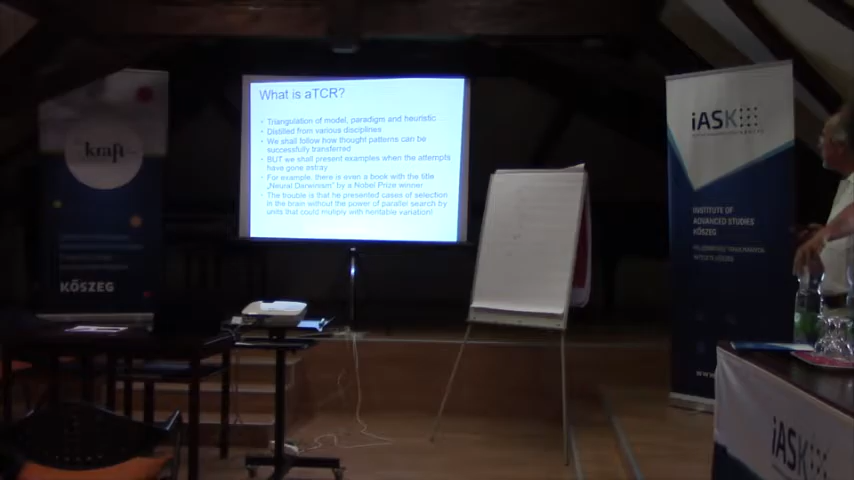 What is aTCR?
• Triangulation of model, paradigm and heuristic
• Distilled from various disciplines
• We shall follow how thought patterns can be
successfully transferred
• BUT we shall present examples when the attempts
have gone astray
• For example, there is even a book with the title
„Neural Darwinism" by a Nobel Prize winner
• The trouble is that he presented cases of selection
in the brain without the power of parallel search by
units that could multiply with heritable variation!
kraft
KŐSZEG
iASK
INSTITUTE OF
ADVANCED STUDIES
KŐSZEG
iASK